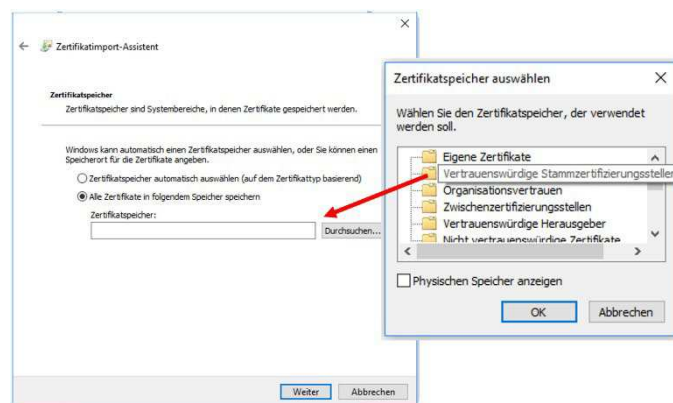 Zertifikatimport-Assistent
Zertifikatspeicher
Zertifikatspeicher sind Systembereiche, in denen Zertifikate gespeichert werden.
Windows kann automatisch einen Zertifikatspeicher auswählen, oder Sie können einen
Speicherort für die Zertifikate angeben.
Zertifikatspeicher automatisch auswählen (auf dem Zertifikattyp basierend)
Alle Zertifikate in folgendem Speicher speichern
Zertifikatspeicher:
Durchsuchen...
Weiter
Abbrechen
Zertifikatspeicher auswählen
Wählen Sie den Zertifikatspeicher, der verwendet
werden soll.
Eigene Zertifikate
Vertrauenswürdige Stammzertifizierungsstellen
Organisationsvertrauen
Zwischenzertifizierungsstellen
Vertrauenswürdige Herausgeber
Nicht vertrauenswürdige Zertifikate
Physischen Speicher anzeigen
OK
Abbrechen